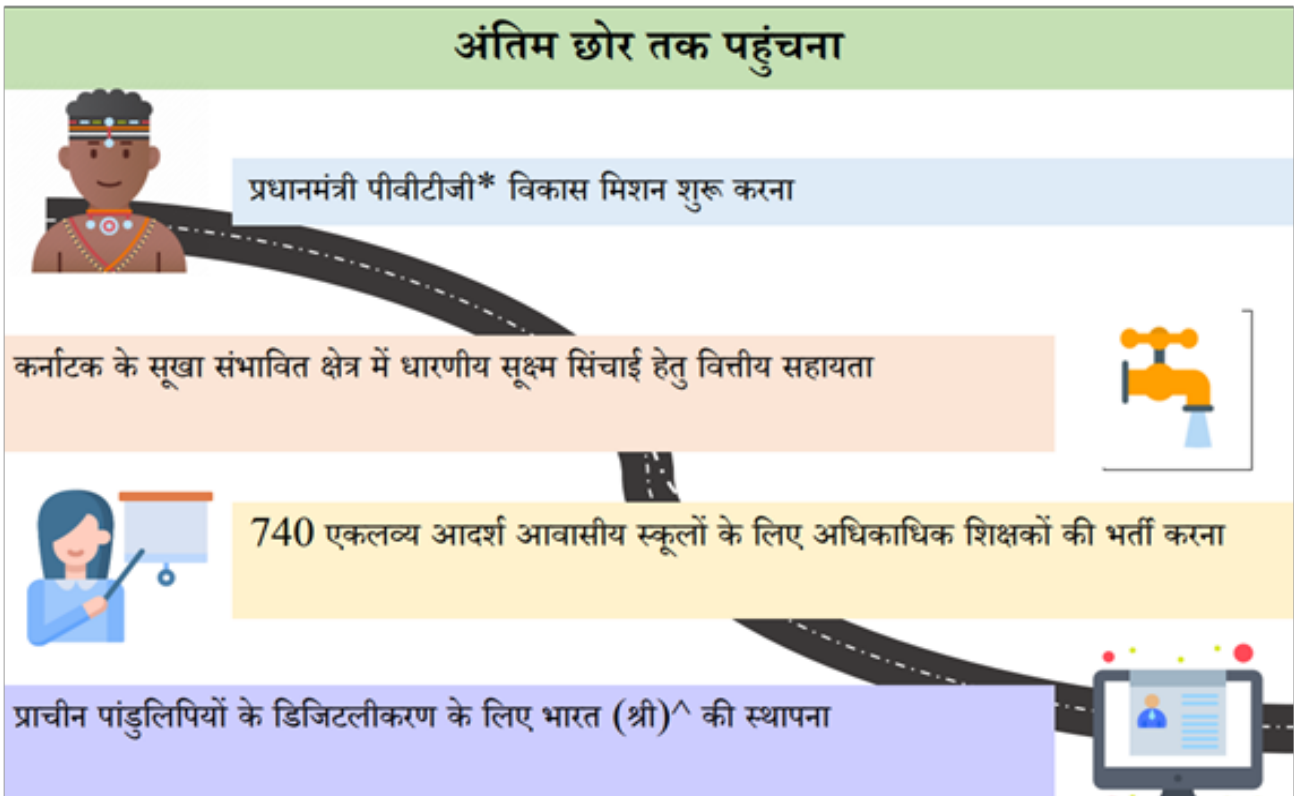 अंतिम छोर तक पहुंचना
प्रधानमंत्री पीवीटीजी* विकास मिशन शुरू करना
कर्नाटक के सूखा संभावित क्षेत्र में धारणीय सूक्ष्म सिंचाई हेतु वित्तीय सहायता
740 एकलव्य आदर्श आवासीय स्कूलों के लिए अधिकाधिक शिक्षकों की भर्ती करना
प्राचीन पांडुलिपियों के डिजिटलीकरण के लिए भारत (श्री)^ की स्थापना